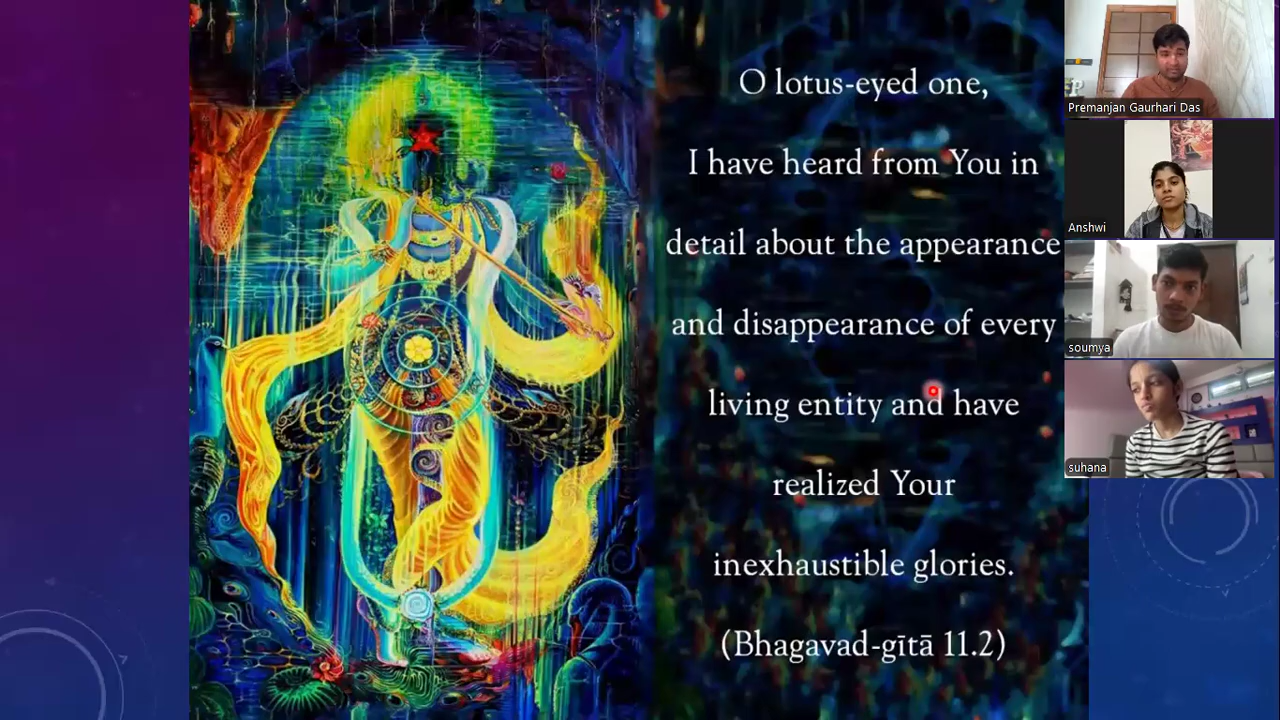 O lotus-eyed one,
I have heard from You in
detail about the appearance
and disappearance of every
living entity and have
realized Your
inexhaustible glories.
(Bhagavad-gītā 11.2)
Premanjan Gaurhari Das
Anshwi
soumya
suhana